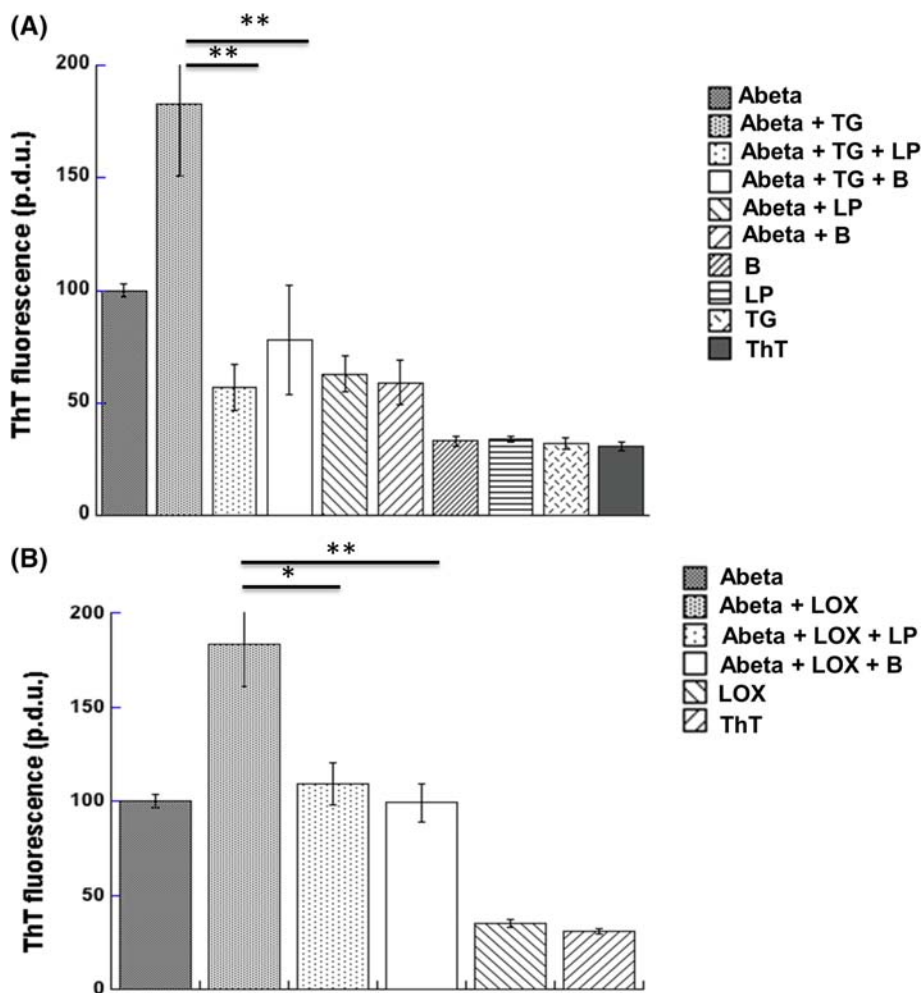 (A)
**
**
ThT fluorescence (p.d.u.)
200
150
100
50
0
Abeta
Abeta + TG
Abeta + TG + LP
Abeta + TG + B
Abeta + LP
Abeta + B
B
LP
TG
ThT
(B)
**
*
ThT fluorescence (p.d.u.)
200
150
100
50
0
Abeta
Abeta + LOX
Abeta + LOX + LP
Abeta + LOX + B
LOX
ThT